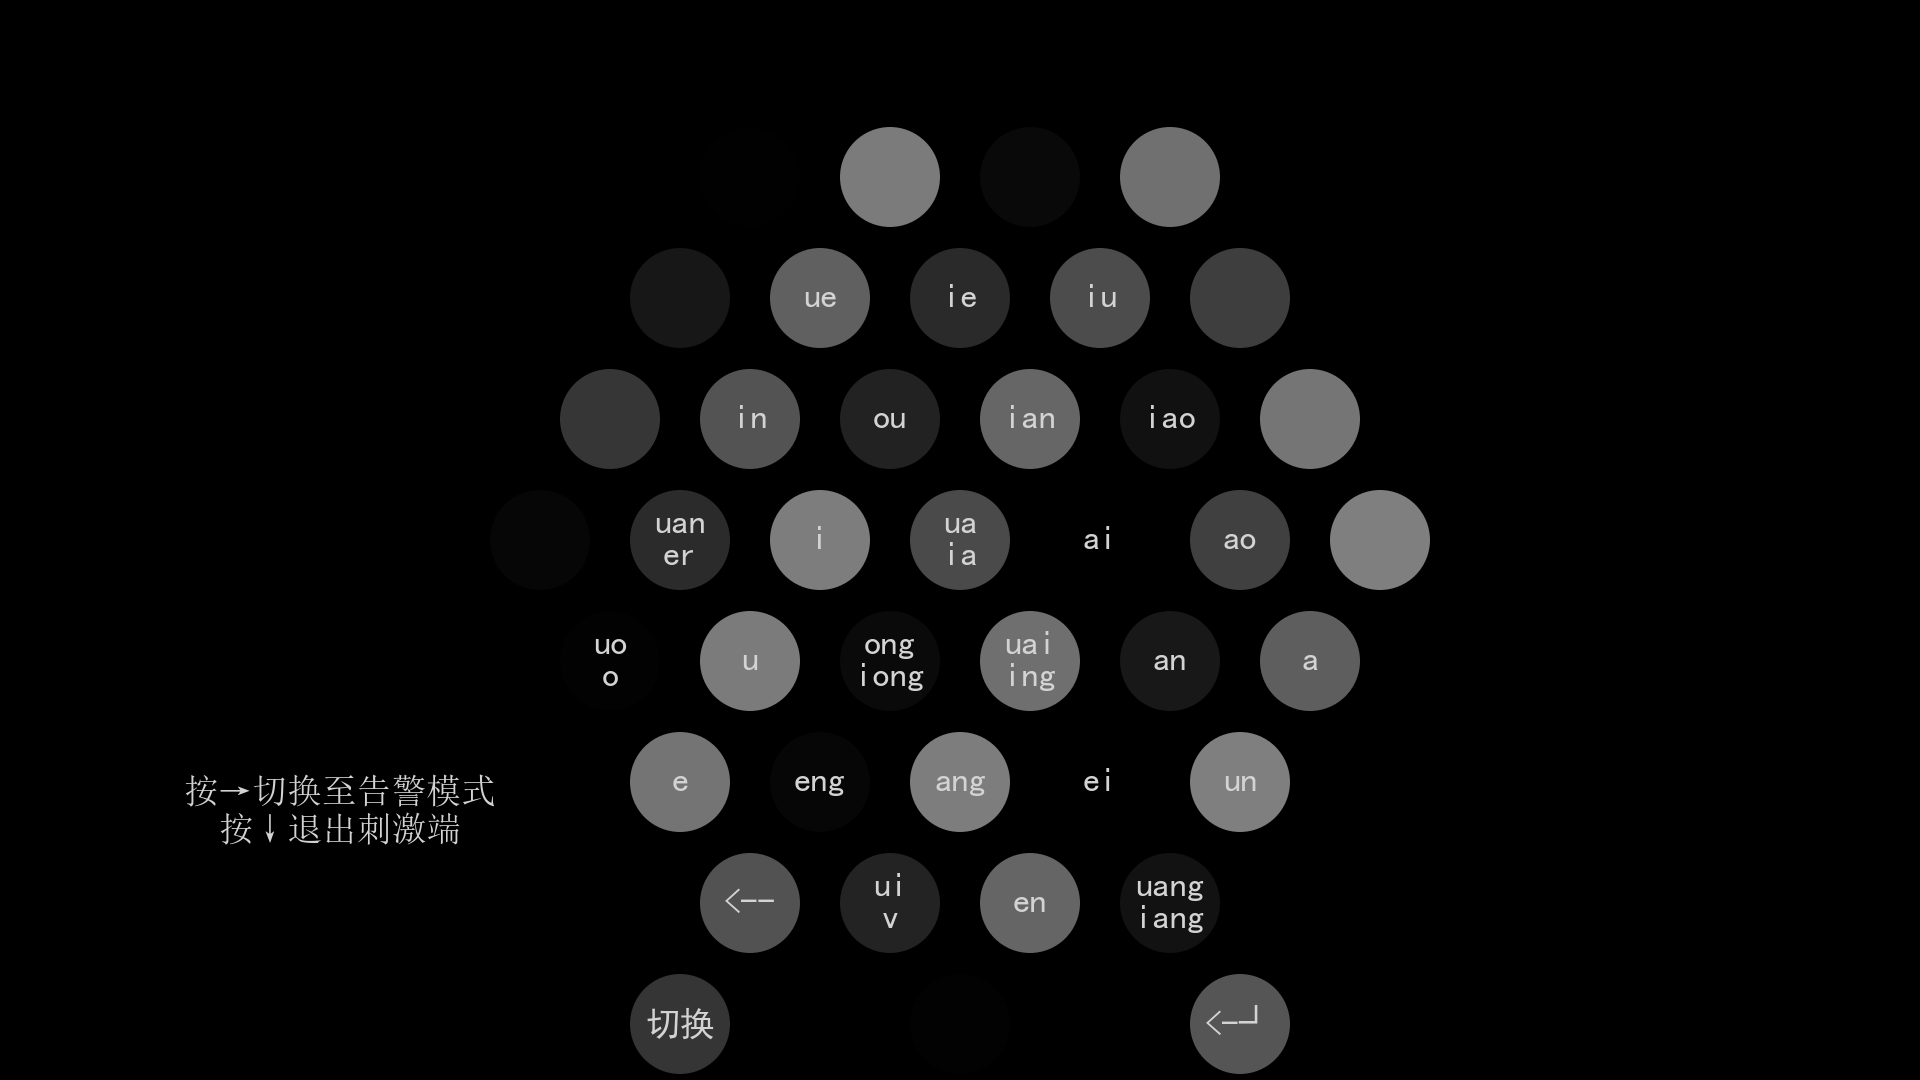 ue ie iu
in ou ian iao
uan
er
i
ua
ia
ai
ao
uo
o
u
ong
iong
uai
ing
an
a
e eng ang ei un
按→切换至告警模式
按↓退出刺激端
<--
ui
v
en
uang
iang
切换
<-┘